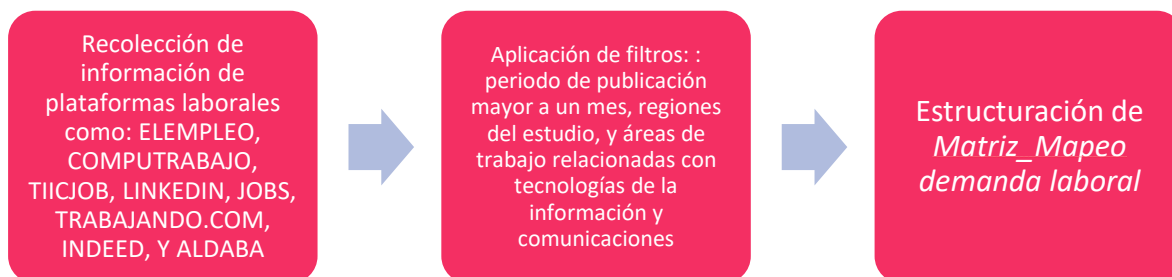 Recolección de
información de
plataformas laborales
como: ELEMPLEO,
COMPUTRABAJO,
TIICJOB, LINKEDIN, JOBS,
TRABAJANDO.COM,
INDEED, Y ALDABA
Aplicación de filtros: :
periodo de publicación
mayor a un mes, regiones
del estudio, y áreas de
trabajo relacionadas con
tecnologías de la
información y
comunicaciones
Estructuración de
Matriz_Mapeo
demanda laboral